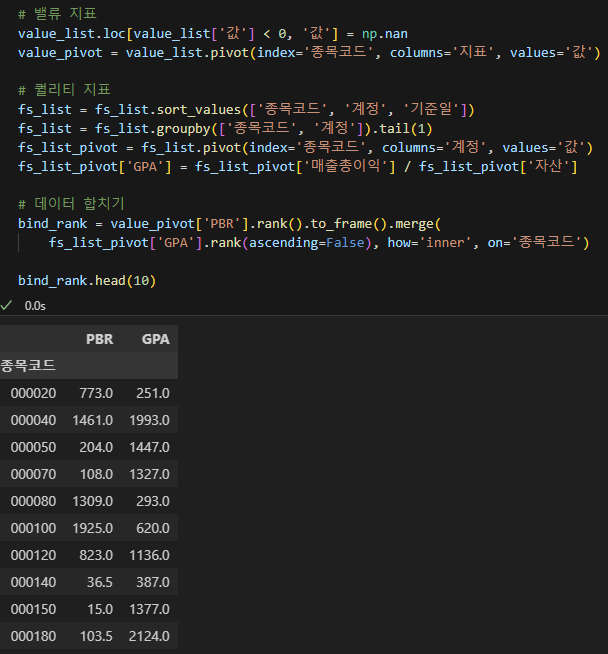 # 밸류 지표
value_list.loc[value_list['값'] < 0, '값'] = np.nan
value_pivot = value_list.pivot(index='종목코드', columns='지표', values='값')
# 퀄리티 지표
fs_list = fs_list.sort_values(['종목코드', '계정', '기준일'])
fs_list = fs_list.groupby(['종목코드', '계정']).tail(1)
fs_list_pivot = fs_list.pivot(index='종목코드', columns='계정', values='값')
fs_list_pivot['GPA'] = fs_list_pivot['매출총이익'] / fs_list_pivot['자산']
# 데이터 합치기
bind_rank = value_pivot['PBR'].rank().to_frame().merge(
    fs_list_pivot['GPA'].rank(ascending=False), how='inner', on='종목코드')
bind_rank.head(10)
✓ 0.0s
PBR GPA
종목코드
000020 773.0 251.0
000040 1461.0 1993.0
000050 204.0 1447.0
000070 108.0 1327.0
000080 1309.0 293.0
000100 1925.0 620.0
000120 823.0 1136.0
000140 36.5 387.0
000150 15.0 1377.0
000180 103.5 2124.0